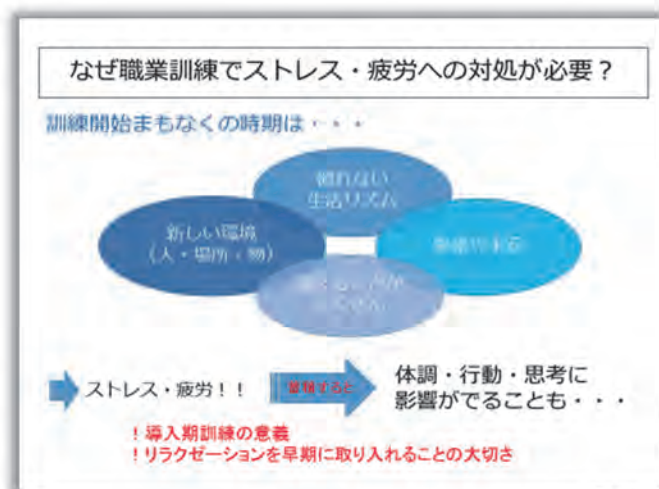 なぜ職業訓練でストレス・疲労への対処が必要？
訓練開始まもなくの時期は・・・
慣れない
生活リズム
新しい環境
（人・場所・物）
たくさん
ストレス・疲労！！
蓄積すると
体調・行動・思考に
影響がでることも・・・
！導入期訓練の意義
！リラクゼーションを早期に取り入れることの大切さ